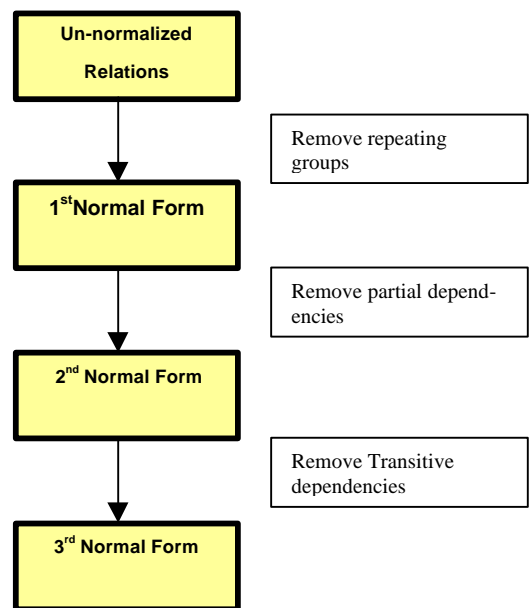 Un-normalized
Relations
Remove repeating
groups
1st Normal Form
Remove partial depend-
encies
2nd Normal Form
Remove Transitive
dependencies
3rd Normal Form